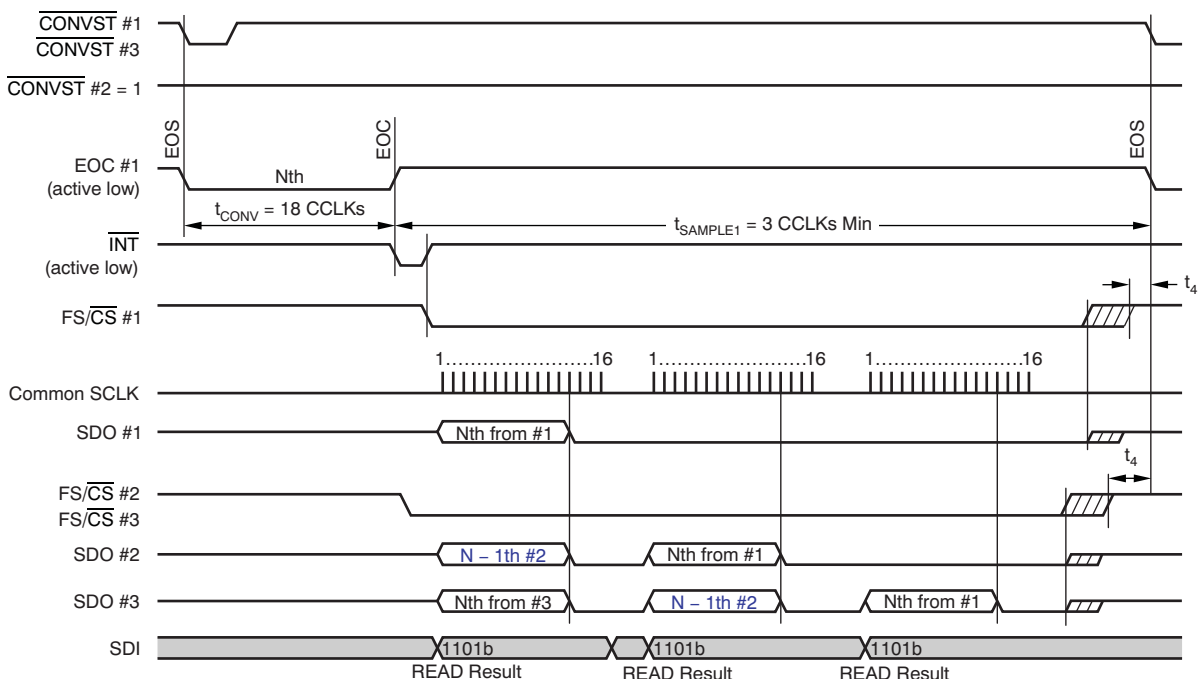 CONVST #1
CONVST #3
CONVST #2 = 1
EOS
EOC
EOS
EOC #1
(active low)
Nth
tCONV = 18 CCLKs
tSAMPLE1 = 3 CCLKs Min
INT
(active low)
t4
FS/CS #1
1.......................16
1.......................16
1.......................16
Common SCLK
SDO #1
Nth from #1
t4
FS/CS #2
FS/CS #3
SDO #2
N – 1th #2
Nth from #1
SDO #3
Nth from #3
N – 1th #2
Nth from #1
SDI
1101b
1101b
1101b
READ Result
READ Result
READ Result